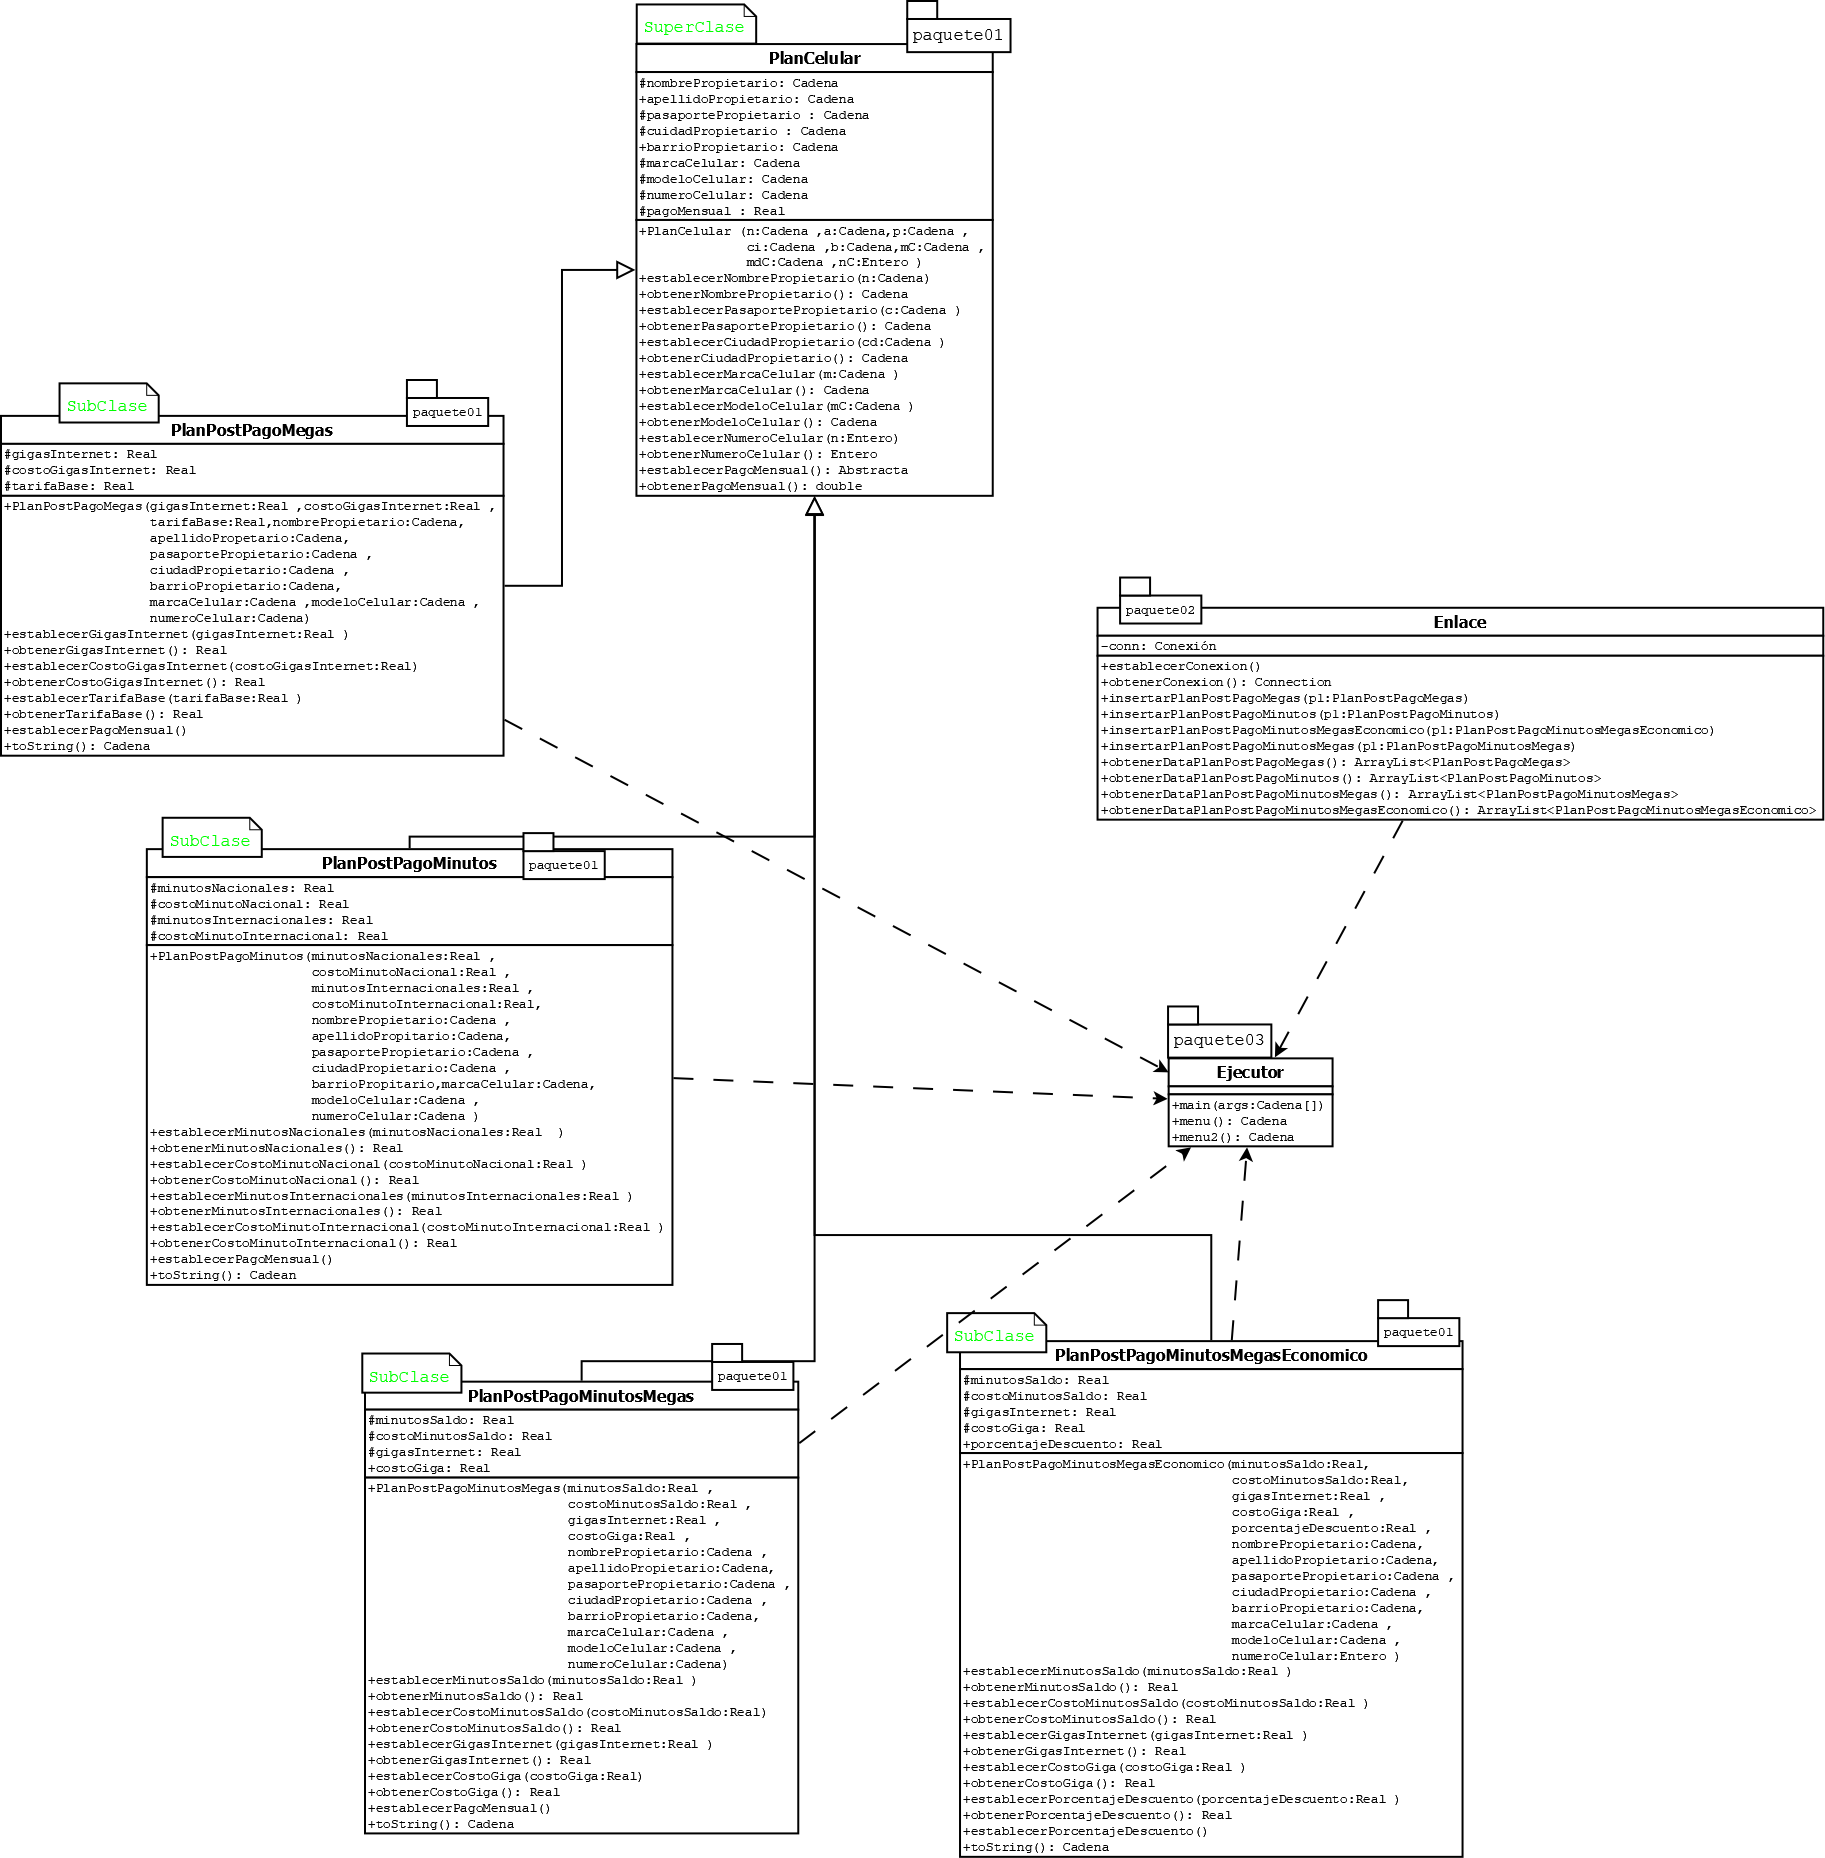 SuperClase
paquete01
PlanCelular
#nombrePropietario: Cadena
+apellidoPropietario: Cadena
#pasaportePropietario : Cadena
#cuidadPropietario : Cadena
+barrioPropietario: Cadena
#marcaCelular: Cadena
#modeloCelular: Cadena
#numeroCelular: Cadena
#pagoMensual : Real
+PlanCelular (n:Cadena ,a:Cadena,p:Cadena ,
ci:Cadena ,b:Cadena,mC:Cadena ,
mdC:Cadena ,nC:Entero )
+establecerNombrePropietario(n:Cadena)
+obtenerNombrePropietario(): Cadena
+establecerPasaportePropietario(c:Cadena )
+obtenerPasaportePropietario(): Cadena
+establecerCiudadPropietario(cd:Cadena )
+obtenerCiudadPropietario(): Cadena
+establecerMarcaCelular(m:Cadena )
+obtenerMarcaCelular(): Cadena
+establecerModeloCelular(mC:Cadena )
+obtenerModeloCelular(): Cadena
+establecerNumeroCelular(n:Entero)
+obtenerNumeroCelular(): Entero
+establecerPagoMensual(): Abstracta
+obtenerPagoMensual(): double
SubClase
paquete01
PlanPostPagoMegas
#gigasInternet: Real
#costoGigasInternet: Real
#tarifaBase: Real
+PlanPostPagoMegas(gigasInternet:Real ,costoGigasInternet:Real ,
tarifaBase:Real,nombrePropietario:Cadena,
apellidoPropetario:Cadena,
pasaportePropietario:Cadena ,
ciudadPropietario:Cadena ,
barrioPropietario:Cadena,
marcaCelular:Cadena ,modeloCelular:Cadena ,
numeroCelular:Cadena)
+establecerGigasInternet(gigasInternet:Real )
+obtenerGigasInternet(): Real
+establecerCostoGigasInternet(costoGigasInternet:Real)
+obtenerCostoGigasInternet(): Real
+establecerTarifaBase(tarifaBase:Real )
+obtenerTarifaBase(): Real
+establecerPagoMensual()
+toString(): Cadena
paquete02
Enlace
-conn: Conexión
+establecerConexion()
+obtenerConexion(): Connection
+insertarPlanPostPagoMegas(pl:PlanPostPagoMegas)
+insertarPlanPostPagoMinutos(pl:PlanPostPagoMinutos)
+insertarPlanPostPagoMinutosMegasEconomico(pl:PlanPostPagoMinutosMegasEconomico)
+insertarPlanPostPagoMinutosMegas(pl:PlanPostPagoMinutosMegas)
+obtenerDataPlanPostPagoMegas(): ArrayList<PlanPostPagoMegas>
+obtenerDataPlanPostPagoMinutos(): ArrayList<PlanPostPagoMinutos>
+obtenerDataPlanPostPagoMinutosMegas(): ArrayList<PlanPostPagoMinutosMegas>
+obtenerDataPlanPostPagoMinutosMegasEconomico(): ArrayList<PlanPostPagoMinutosMegasEconomico>
SubClase
paquete01
PlanPostPagoMinutos
#minutosNacionales: Real
#costoMinutoNacional: Real
#minutosInternacionales: Real
#costoMinutoInternacional: Real
+PlanPostPagoMinutos(minutosNacionales:Real ,
costoMinutoNacional:Real ,
minutosInternacionales:Real ,
costoMinutoInternacional:Real,
nombrePropietario:Cadena ,
apellidoPropitario:Cadena,
pasaportePropietario:Cadena ,
ciudadPropietario:Cadena ,
barrioPropitario,marcaCelular:Cadena,
modeloCelular:Cadena ,
numeroCelular:Cadena )
+establecerMinutosNacionales(minutosNacionales:Real  )
+obtenerMinutosNacionales(): Real
+establecerCostoMinutoNacional(costoMinutoNacional:Real )
+obtenerCostoMinutoNacional(): Real
+establecerMinutosInternacionales(minutosInternacionales:Real )
+obtenerMinutosInternacionales(): Real
+establecerCostoMinutoInternacional(costoMinutoInternacional:Real )
+obtenerCostoMinutoInternacional(): Real
+establecerPagoMensual()
+toString(): Cadean
paquete03
Ejecutor
+main(args:Cadena[])
+menu(): Cadena
+menu2(): Cadena
SubClase
paquete01
PlanPostPagoMinutosMegas
#minutosSaldo: Real
#costoMinutosSaldo: Real
#gigasInternet: Real
+costoGiga: Real
+PlanPostPagoMinutosMegas(minutosSaldo:Real ,
costoMinutosSaldo:Real ,
gigasInternet:Real ,
costoGiga:Real ,
nombrePropietario:Cadena ,
apellidoPropietario:Cadena,
pasaportePropietario:Cadena ,
ciudadPropietario:Cadena ,
barrioPropietario:Cadena,
marcaCelular:Cadena ,
modeloCelular:Cadena ,
numeroCelular:Cadena)
+establecerMinutosSaldo(minutosSaldo:Real )
+obtenerMinutosSaldo(): Real
+establecerCostoMinutosSaldo(costoMinutosSaldo:Real)
+obtenerCostoMinutosSaldo(): Real
+establecerGigasInternet(gigasInternet:Real )
+obtenerGigasInternet(): Real
+establecerCostoGiga(costoGiga:Real)
+obtenerCostoGiga(): Real
+establecerPagoMensual()
+toString(): Cadena
SubClase
paquete01
PlanPostPagoMinutosMegasEconomico
#minutosSaldo: Real
#costoMinutosSaldo: Real
#gigasInternet: Real
#costoGiga: Real
+porcentajeDescuento: Real
+PlanPostPagoMinutosMegasEconomico(minutosSaldo:Real,
costoMinutosSaldo:Real,
gigasInternet:Real ,
costoGiga:Real ,
porcentajeDescuento:Real ,
nombrePropietario:Cadena,
apellidoPropietario:Cadena,
pasaportePropietario:Cadena ,
ciudadPropietario:Cadena ,
barrioPropietario:Cadena,
marcaCelular:Cadena ,
modeloCelular:Cadena ,
numeroCelular:Entero )
+establecerMinutosSaldo(minutosSaldo:Real )
+obtenerMinutosSaldo(): Real
+establecerCostoMinutosSaldo(costoMinutosSaldo:Real )
+obtenerCostoMinutosSaldo(): Real
+establecerGigasInternet(gigasInternet:Real )
+obtenerGigasInternet(): Real
+establecerCostoGiga(costoGiga:Real )
+obtenerCostoGiga(): Real
+establecerPorcentajeDescuento(porcentajeDescuento:Real )
+obtenerPorcentajeDescuento(): Real
+establecerPorcentajeDescuento()
+toString(): Cadena